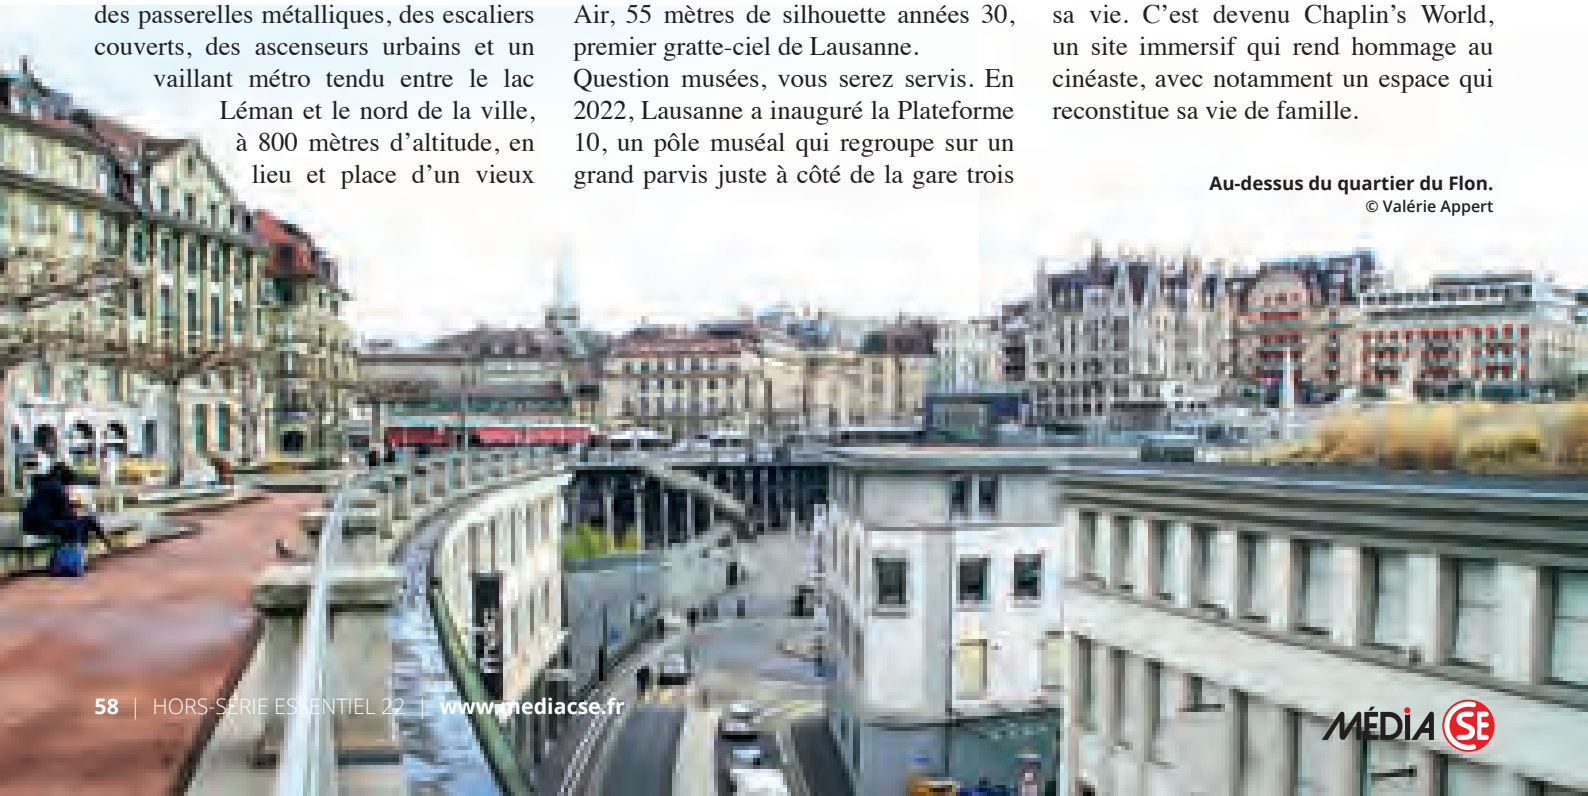 des passerelles métalliques, des escaliers
couverts, des ascenseurs urbains et un
vaillant métro tendu entre le lac
Léman et le nord de la ville,
à 800 mètres d’altitude, en
lieu et place d’un vieux
Air, 55 mètres de silhouette années 30,
premier gratte-ciel de Lausanne.
Question musées, vous serez servis. En
2022, Lausanne a inauguré la Plateforme
10, un pôle muséal qui regroupe sur un
grand parvis juste à côté de la gare trois
sa vie. C’est devenu Chaplin’s World,
un site immersif qui rend hommage au
cinéaste, avec notamment un espace qui
reconstitue sa vie de famille.
Au-dessus du quartier du Flon.
© Valérie Appert
58 | HORS-SÉRIE ESSENTIEL 22 | www.mediacse.fr
MÉDiA SE